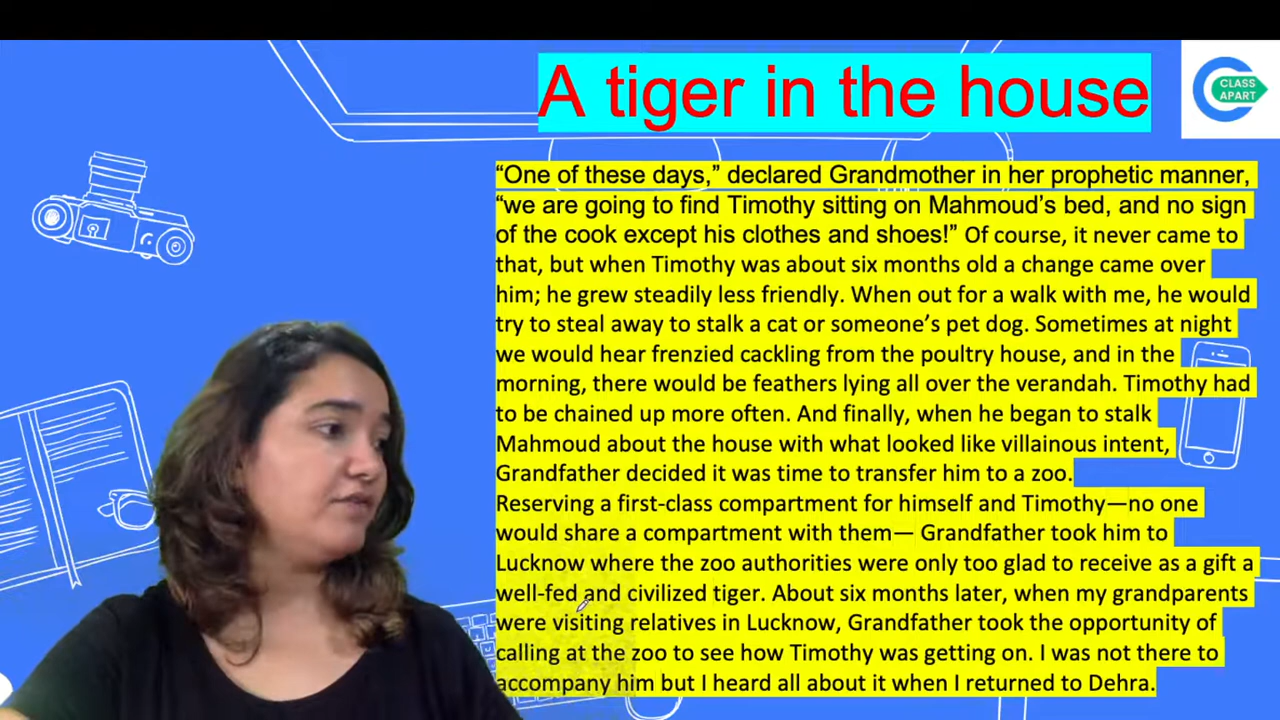 A tiger in the house
CLASS
APART
“One of these days,” declared Grandmother in her prophetic manner,
“we are going to find Timothy sitting on Mahmoud’s bed, and no sign
of the cook except his clothes and shoes!” Of course, it never came to
that, but when Timothy was about six months old a change came over
him; he grew steadily less friendly. When out for a walk with me, he would
try to steal away to stalk a cat or someone’s pet dog. Sometimes at night
we would hear frenzied cackling from the poultry house, and in the
morning, there would be feathers lying all over the verandah. Timothy had
to be chained up more often. And finally, when he began to stalk
Mahmoud about the house with what looked like villainous intent,
Grandfather decided it was time to transfer him to a zoo.
Reserving a first-class compartment for himself and Timothy—no one
would share a compartment with them— Grandfather took him to
Lucknow where the zoo authorities were only too glad to receive as a gift a
well-fed and civilized tiger. About six months later, when my grandparents
were visiting relatives in Lucknow, Grandfather took the opportunity of
calling at the zoo to see how Timothy was getting on. I was not there to
accompany him but I heard all about it when I returned to Dehra.